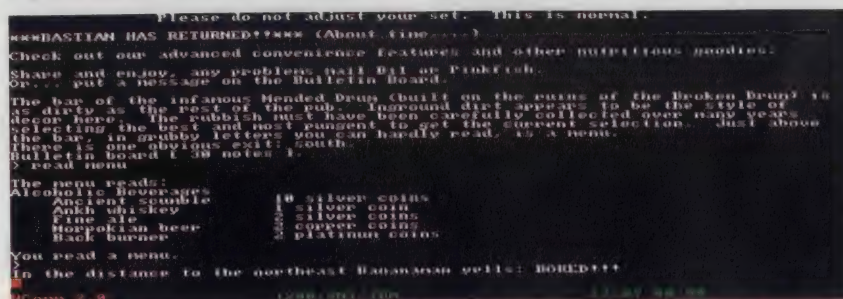 Please do not adjust your set. This is normal.
***BASTIAN HAS RETURNED!!*** (About time....)
Check out our advanced convenience features and other nutritious goodies.
Share and enjoy, any problems mail Dil or Pinkfish.
Or... put a message on the Bulletin Board.
The bar of the infamous Mended Drum (built on the ruins of the Broken Drum) is
as dirty as the rest of the pub. Inground dirt appears to be the style of
decor here. The rubbish must have been carefully collected over many years
selecting the best and most pungent to get the current selection. Just above
the bar, in grubby letters you can hardly read, is a menu.
There is one obvious exit: south.
Bulletin board [ 30 notes ].
> read menu
The menu reads:
Alcoholic Beverages
Ancient scumble 10 silver coins
Ankh whiskey silver coin
Fine ale silver coins
Morpokian beer copper coins
Back burner platinum coins
You read a menu.
>
In the distance to the northeast Bananaman yells: BORED!!!